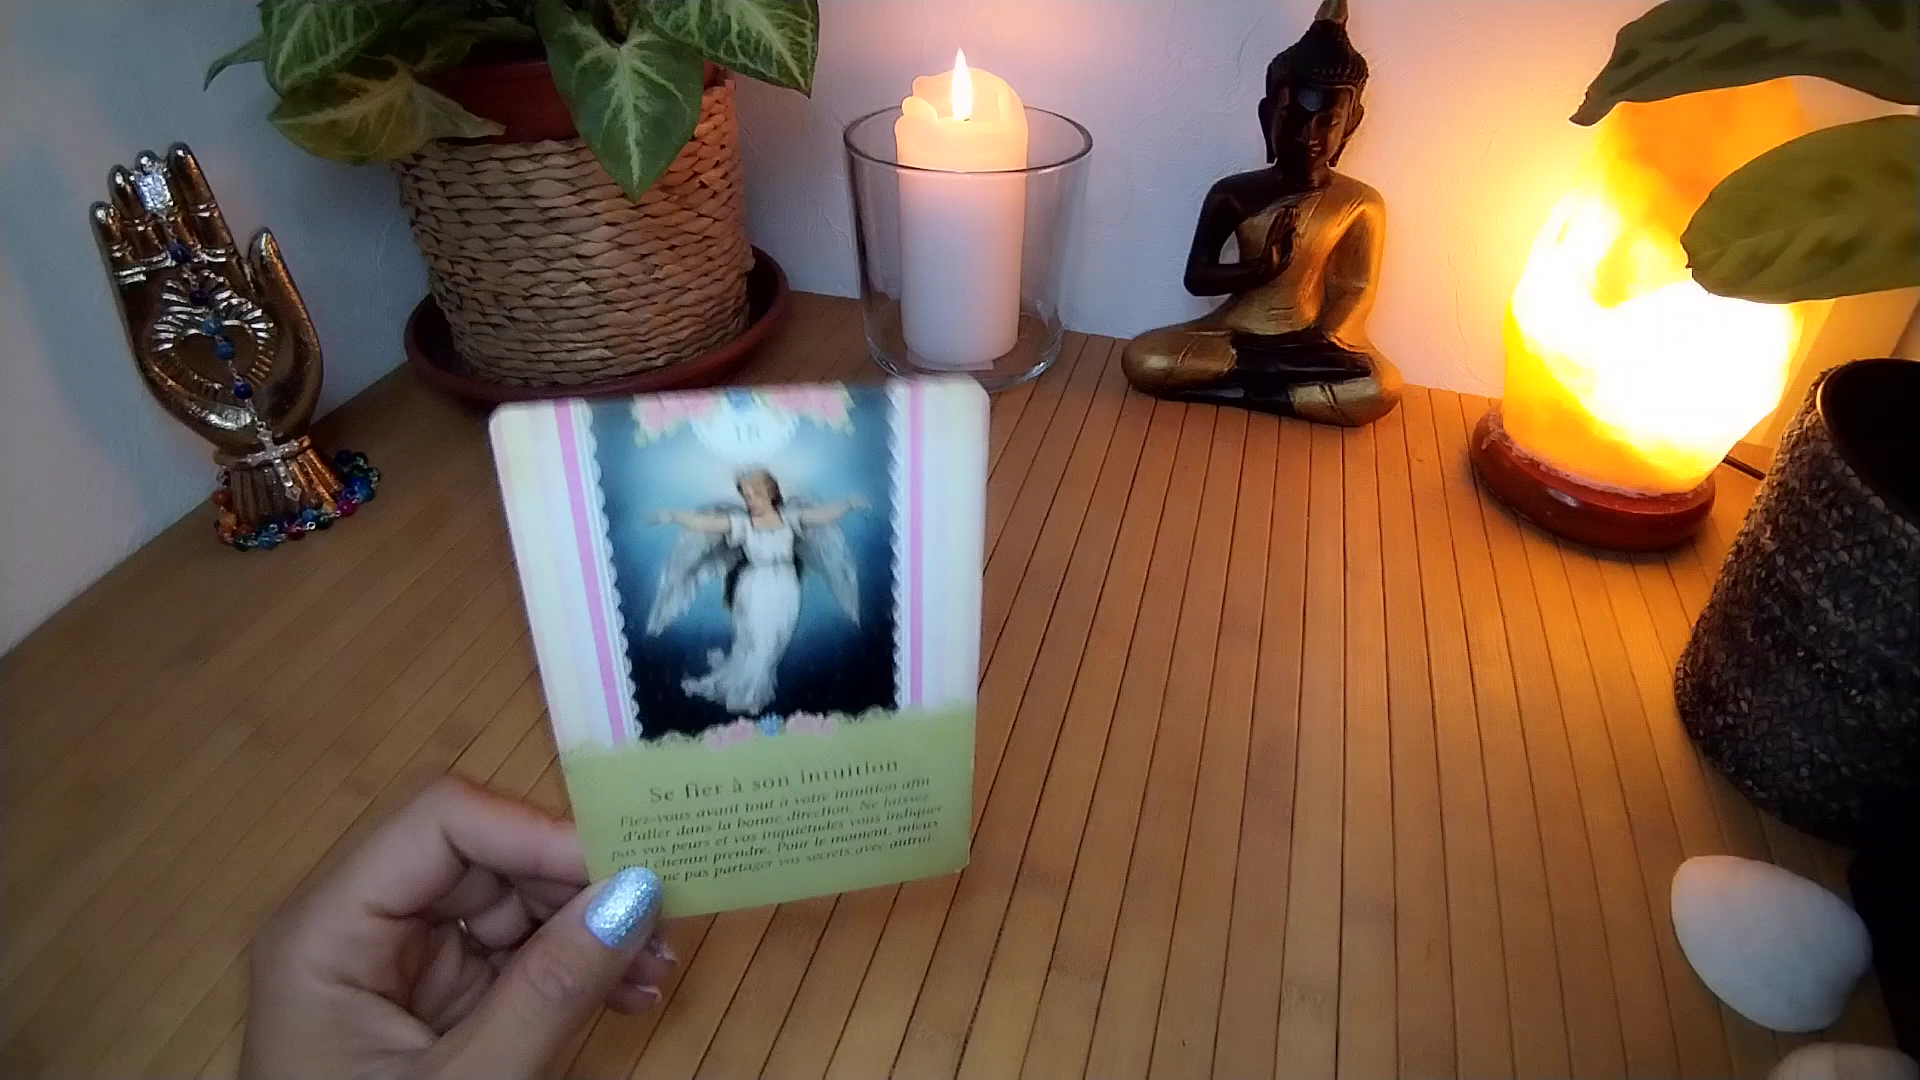 Se fier à son intuition
Fiez-vous avant tout à votre intuition afin
d'aller dans la bonne direction. Ne laissez
pas vos peurs et vos inquiétudes vous indiquer
quel chemin prendre. Pour le moment, mieux
ne pas partager vos secrets avec autrui.